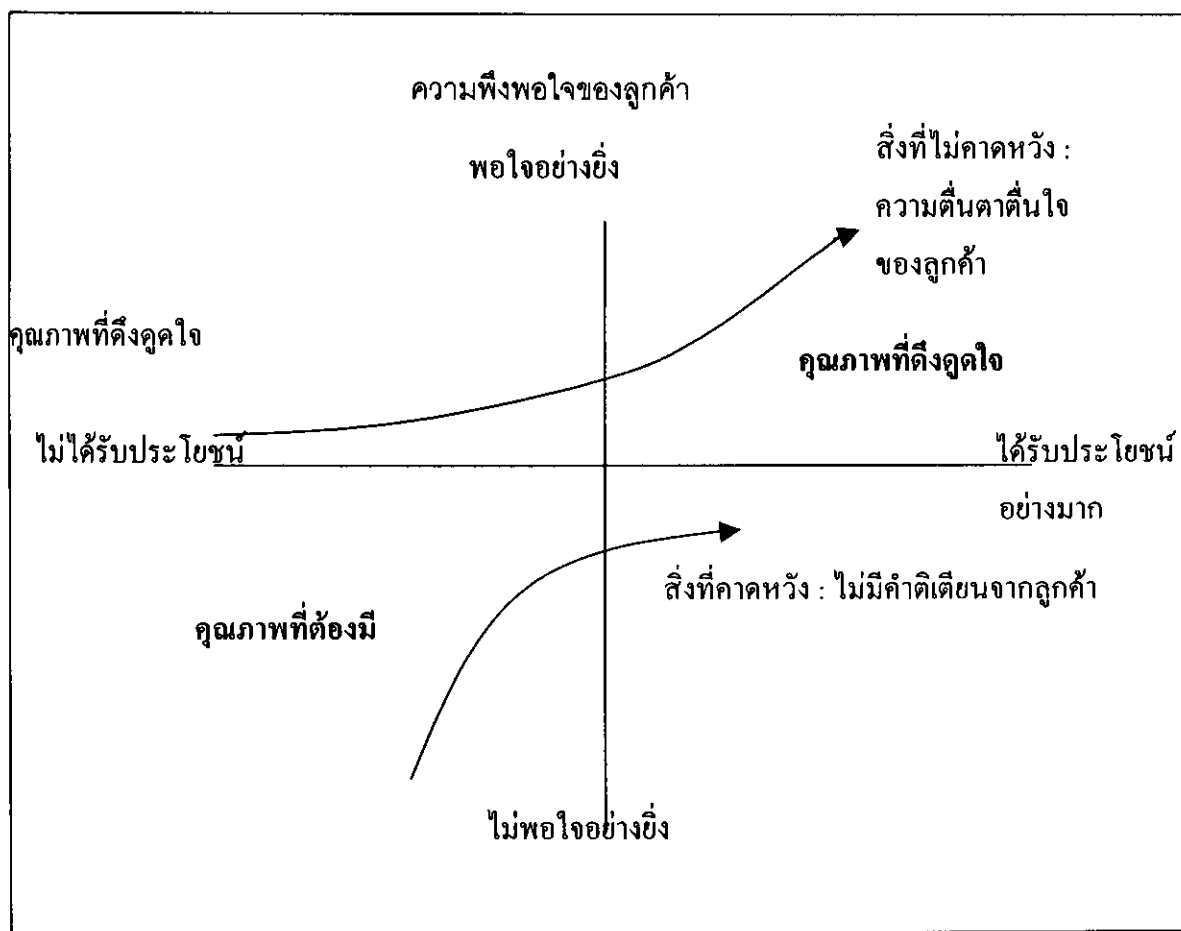 ความพึงพอใจของลูกค้า
พอใจอย่างยิ่ง
สิ่งที่ไม่คาดหวัง :
ความตื่นตาตื่นใจ
ของลูกค้า
คุณภาพที่ดึงดูดใจ
คุณภาพที่ดึงดูดใจ
ไม่ได้รับประโยชน์
ได้รับประโยชน์
อย่างมาก
สิ่งที่คาดหวัง : ไม่มีคำติเตียนจากลูกค้า
คุณภาพที่ต้องมี
ไม่พอใจอย่างยิ่ง